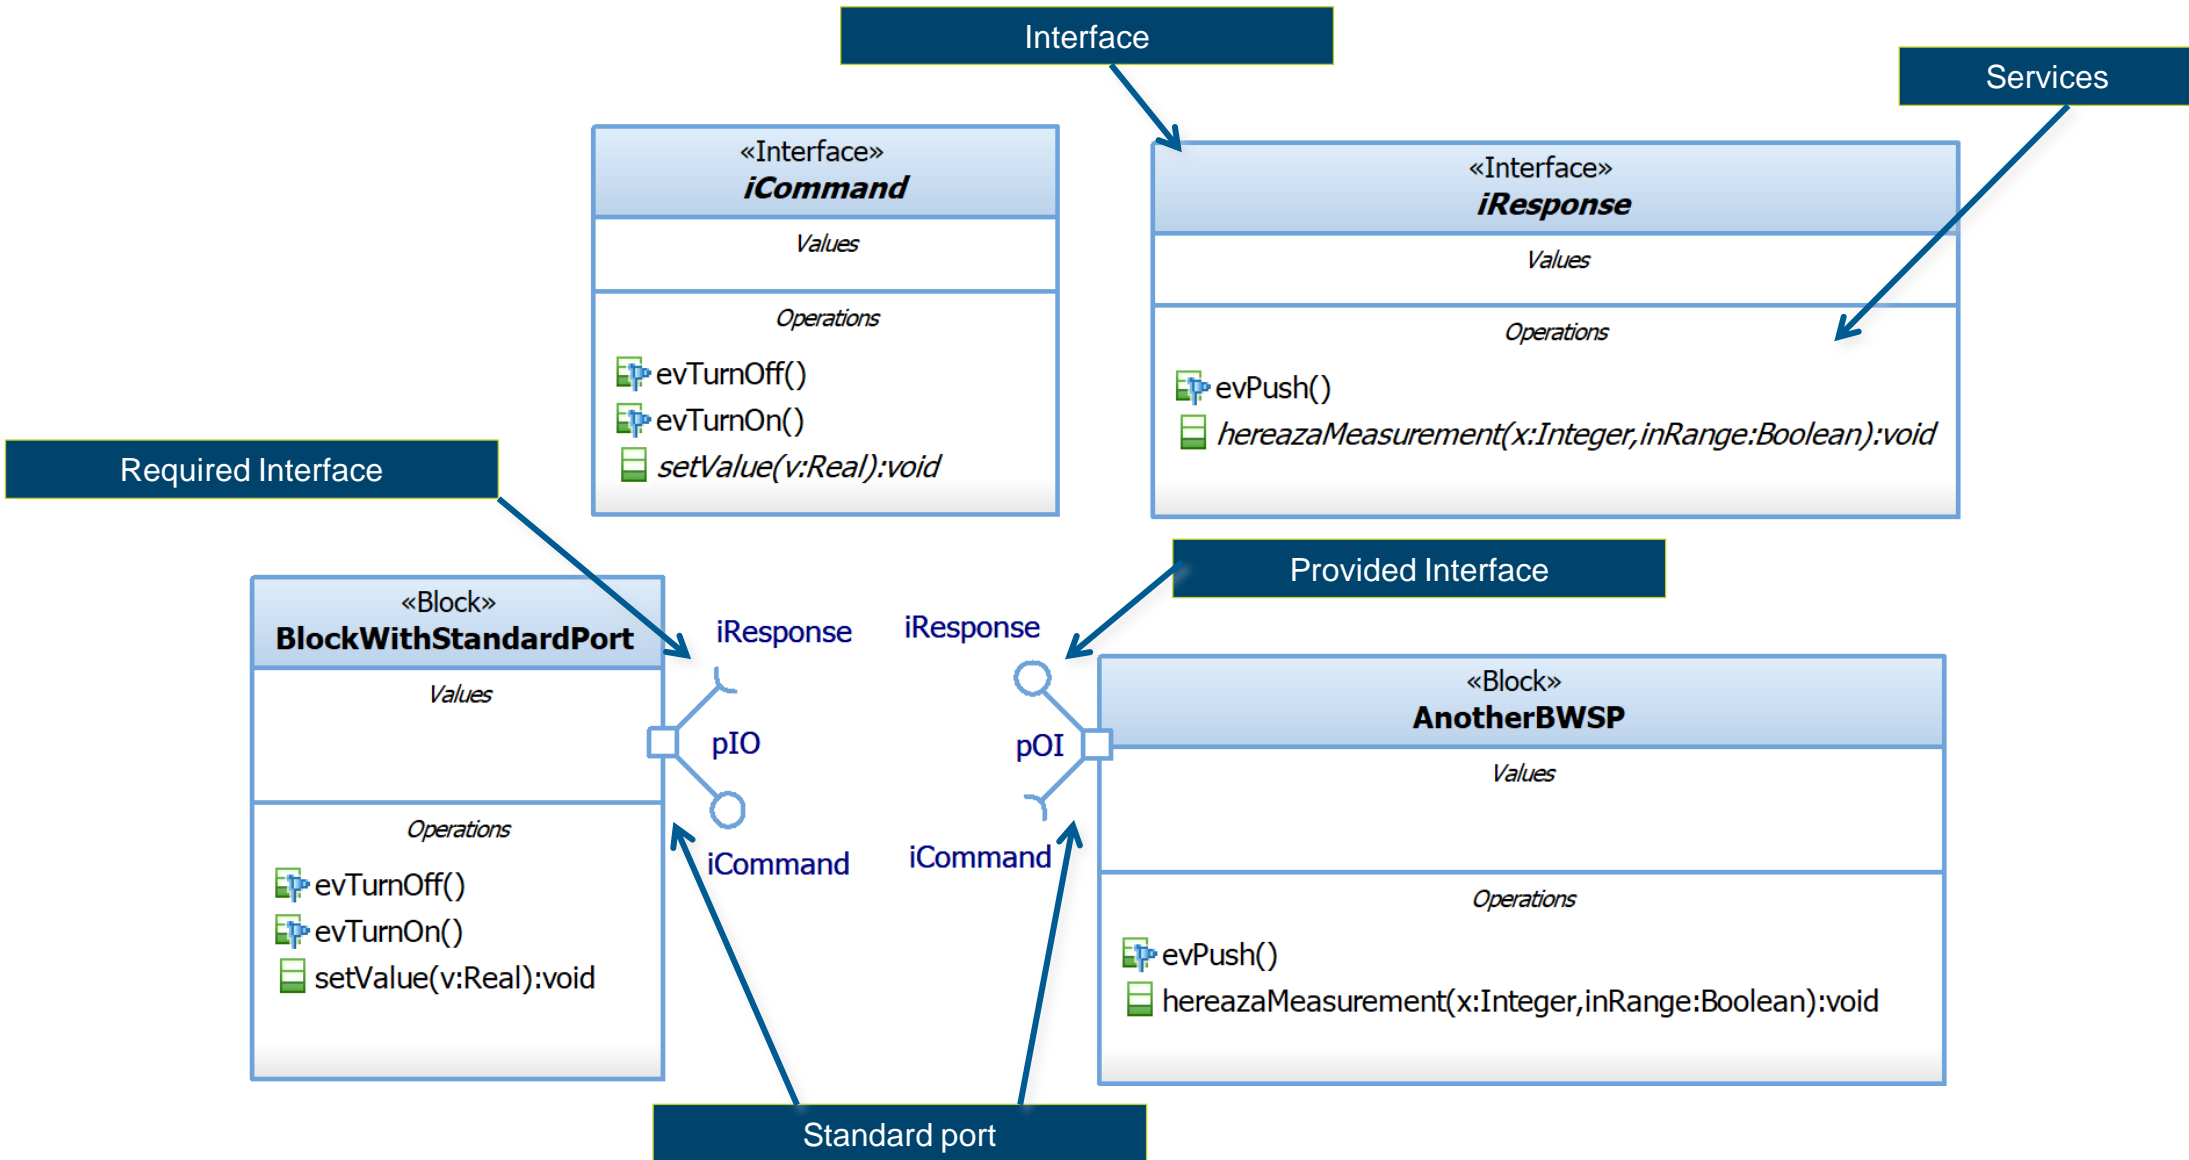 Interface
Services
«Interface»
iCommand
Values
Operations
evTurnOff()
evTurnOn()
setValue(v:Real):void
«Interface»
iResponse
Values
Operations
evPush()
hereazaMeasurement(x:Integer,inRange:Boolean):void
Required Interface
Provided Interface
«Block»
BlockWithStandardPort
Values
Operations
evTurnOff()
evTurnOn()
setValue(v:Real):void
iResponse
pIO
iCommand
iResponse
pOI
iCommand
«Block»
AnotherBWSP
Values
Operations
evPush()
hereazaMeasurement(x:Integer,inRange:Boolean):void
Standard port